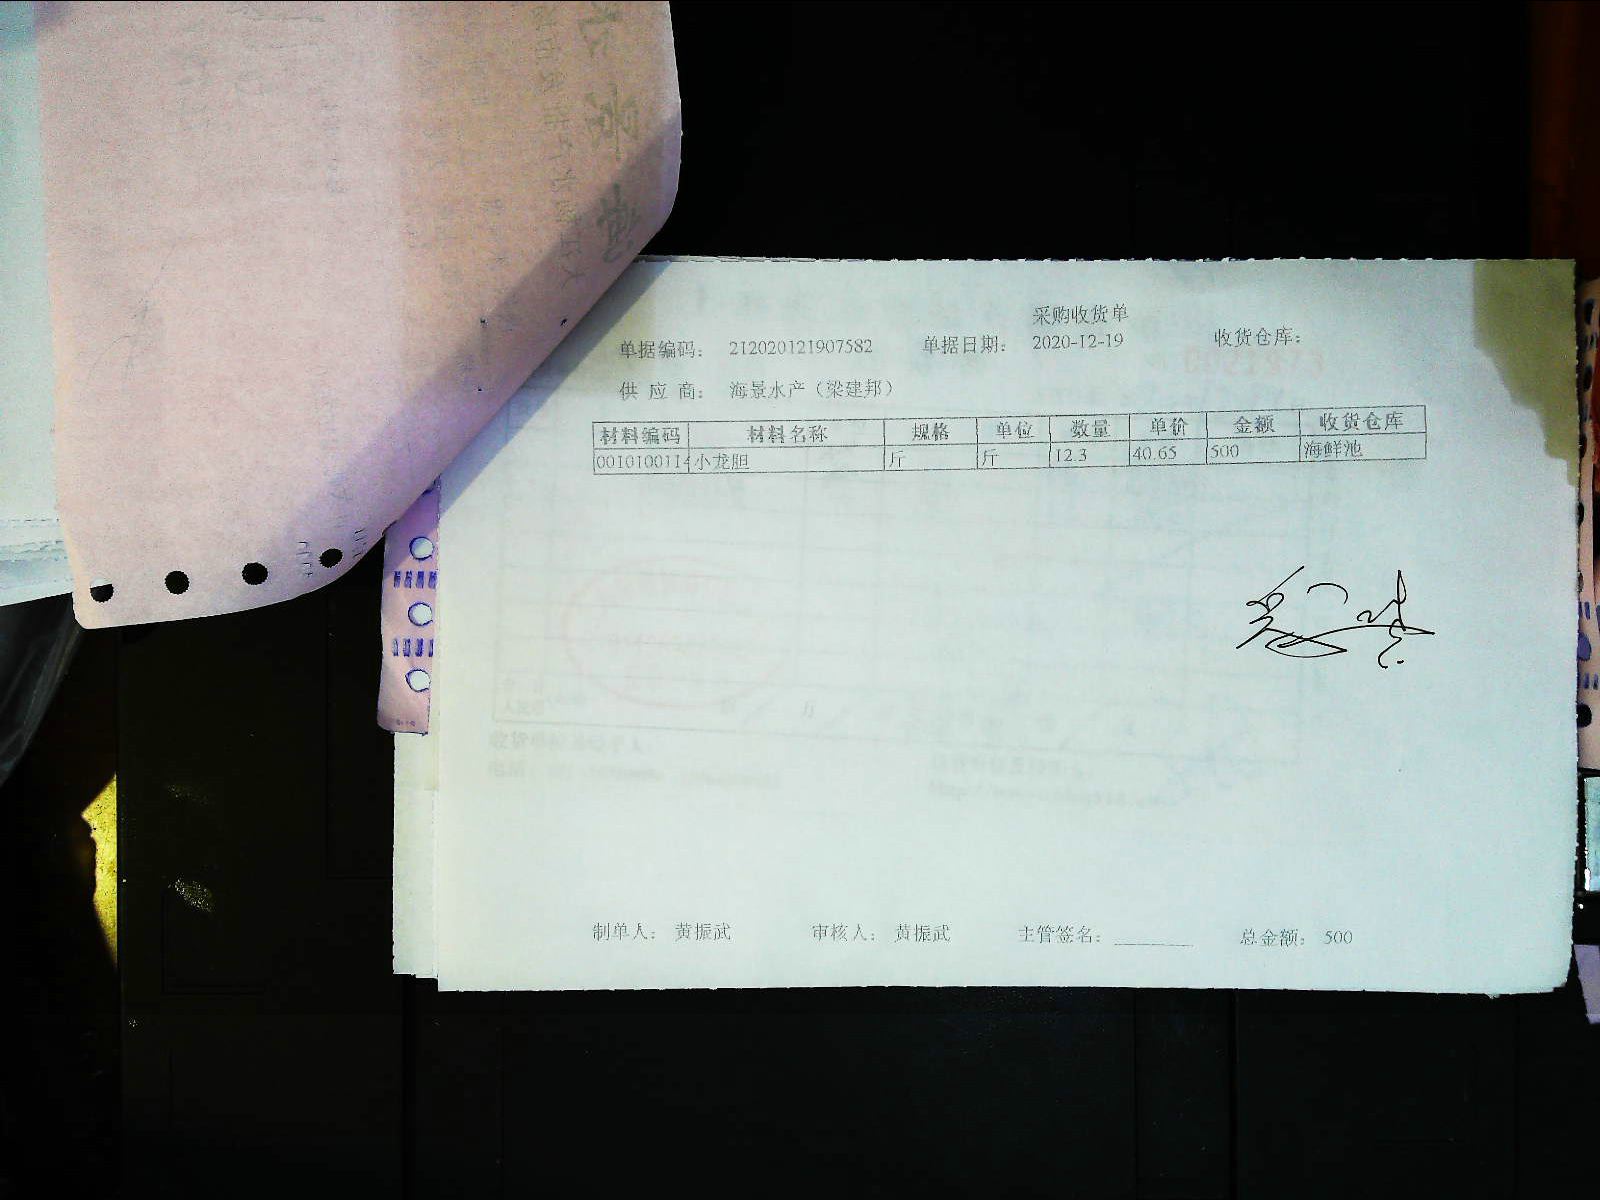 采购收货单
单据编码： 212020121907582 单据日期： 2020-12-19 收货仓库：
供 应 商： 海景水产（梁建邦）
材料编码 材料名称 规格 单位 数量 单价 金额 收货仓库
0010100114 小龙胆 斤 斤 12.3 40.65 500 海鲜池
制单人： 黄振武 审核人： 黄振武 主管签名： ________ 总金额： 500